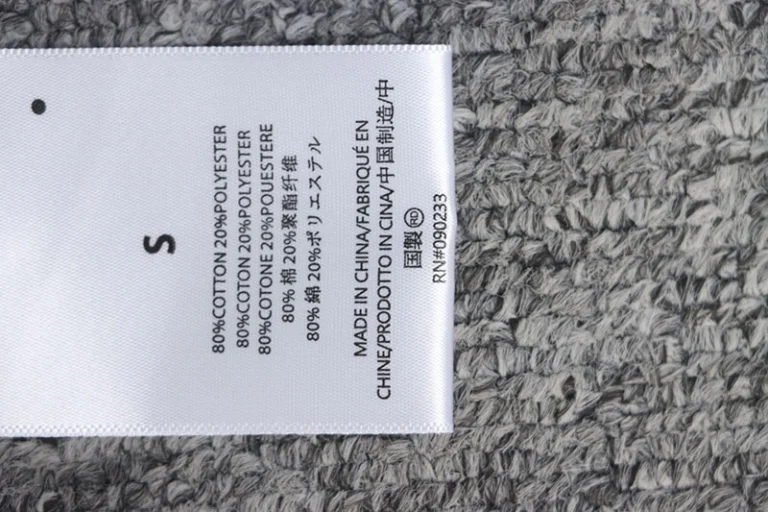 S
80%COTTON 20%POLYESTER
80%COTON 20%POLYESTER
80%COTONE 20%POUESTERE
80% 棉 20%聚酯纤维
80% 綿 20%ポリエステル
MADE IN CHINA/FABRIQUÉ EN
CHINE/PRODOTTO IN CINA/中国制造/中
国製 RD
RN#090233